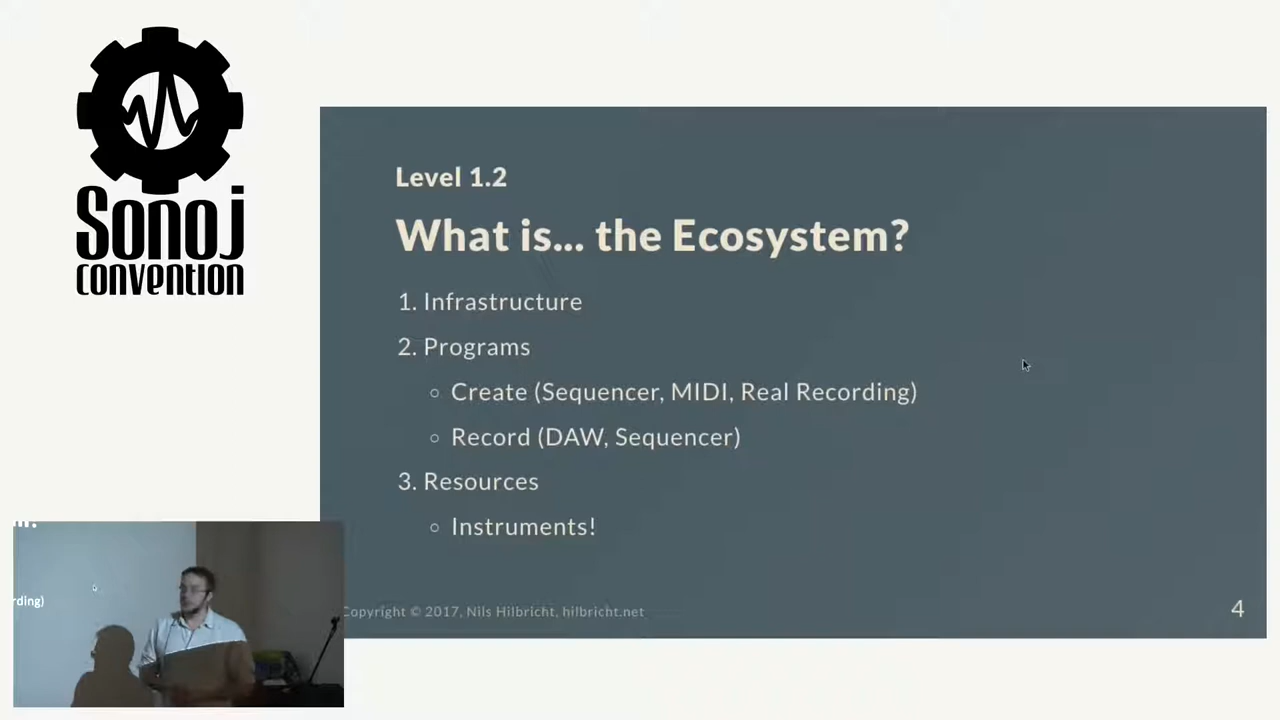 Sonoj
convention
Level 1.2
What is... the Ecosystem?
1. Infrastructure
2. Programs
○ Create (Sequencer, MIDI, Real Recording)
○ Record (DAW, Sequencer)
3. Resources
○ Instruments!
Copyright © 2017, Nils Hilbricht, hilbricht.net
4
rding)